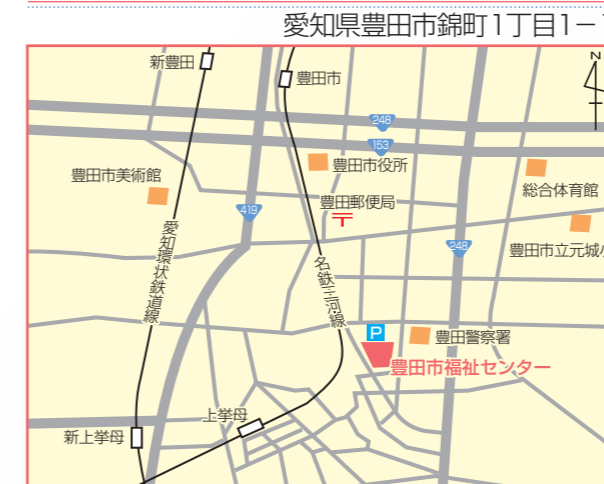 愛知県豊田市錦町1丁目1−
N
新豊田
豊田市
248
153
豊田市役所
豊田市美術館
総合体育館
豊田郵便局
〒
419
248
豊田市立元城
愛知環状鉄道線
名鉄三河線
P
豊田警察署
豊田市福祉センター
上挙母
新上挙母